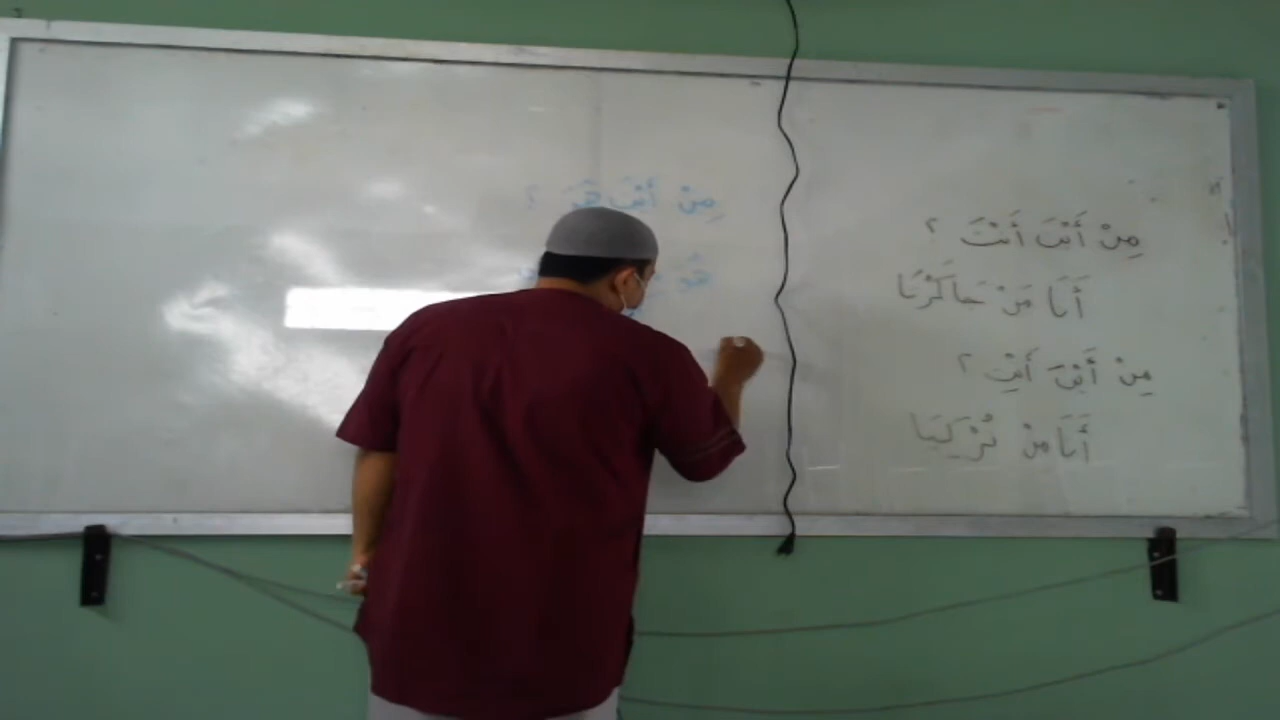 مِنْ أَيْنَ أَنْتَ ؟
أَنَا مِنْ جَاكَرْتَا
مِنْ أَيْنَ أَنْتِ ؟
أَنَا مِنْ تُرْكِيَا
مِنْ أَيْنَ هُوَ ؟
هُوَ